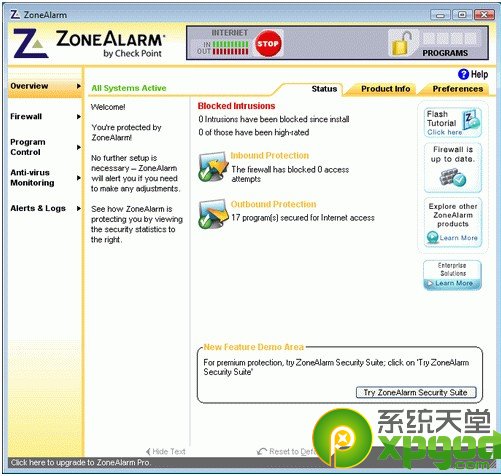 ZoneAlarm
ZONEALARM®
by Check Point
INTERNET
IN
OUT
STOP
PROGRAMS
Help
Overview
All Systems Active
Status
Product Info
Preferences
Firewall
Program
Control
Anti-virus
Monitoring
Alerts & Logs
Welcome!
You're protected by
ZoneAlarm!
No further setup is
necessary -- ZoneAlarm
will alert you if you need
to make any adjustments.
See how ZoneAlarm is
protecting you by viewing
the security statistics to
the right.
Blocked Intrusions
0 Intrusions have been blocked since install
0 of those have been high-rated
Inbound Protection
The firewall has blocked 0 access
attempts
Outbound Protection
17 program(s) secured for Internet access
Flash
Tutorial
Click here
Firewall is
up to date.
Explore other
ZoneAlarm
products
Learn More
Enterprise
Solutions
Learn More
New Feature Demo Area
For premium protection, try ZoneAlarm Security Suite; click on 'Try ZoneAlarm
Security Suite'
Try ZoneAlarm Security Suite
Hide Text
Reset to Def
Click here to upgrade to ZoneAlarm Pro.
系统天堂
xpgod